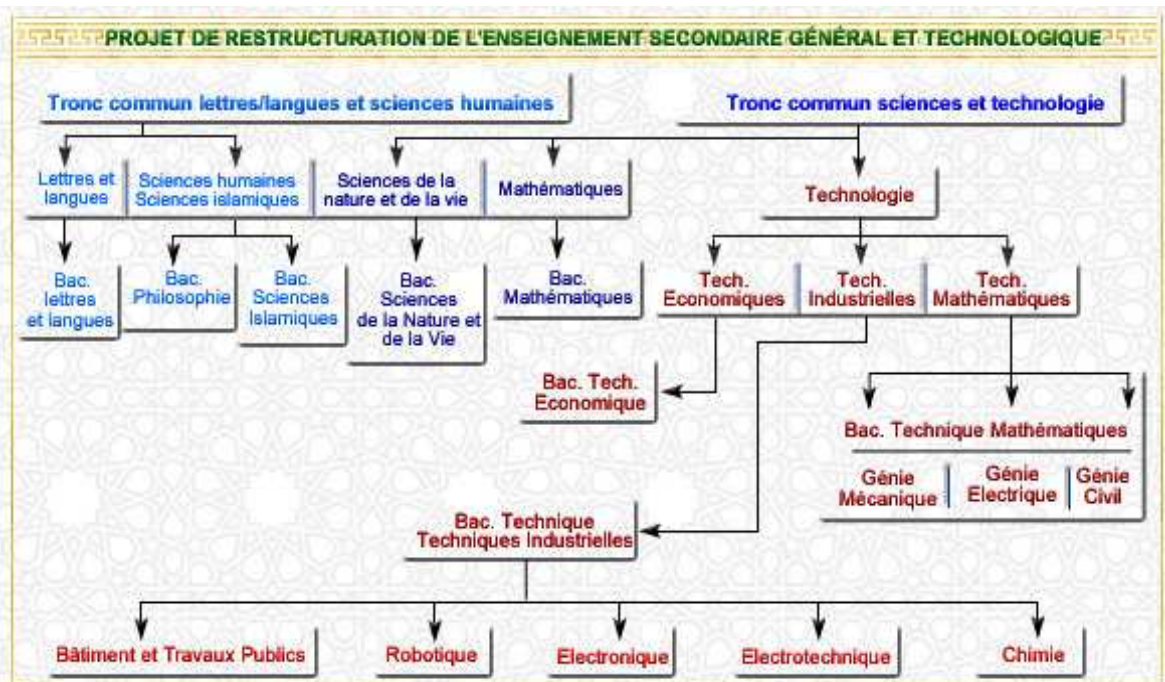 PROJET DE RESTRUCTURATION DE L'ENSEIGNEMENT SECONDAIRE GÉNÉRAL ET TECHNOLOGIQUE
Tronc commun lettres/langues et sciences humaines
Tronc commun sciences et technologie
Lettres et
langues
Sciences humaines
Sciences islamiques
Sciences de la
nature et de la vie
Mathématiques
Technologie
Bac.
lettres
et langues
Bac.
Philosophie
Bac.
Sciences
Islamiques
Bac.
Sciences
de la Nature et
de la Vie
Bac.
Mathématiques
Tech.
Economiques
Tech.
Industrielles
Tech.
Mathématiques
Bac. Tech.
Economique
Bac. Technique Mathématiques
Génie
Mécanique
Génie
Electrique
Génie
Civil
Bac. Technique
Techniques Industrielles
Bâtiment et Travaux Publics
Robotique
Electronique
Electrotechnique
Chimie